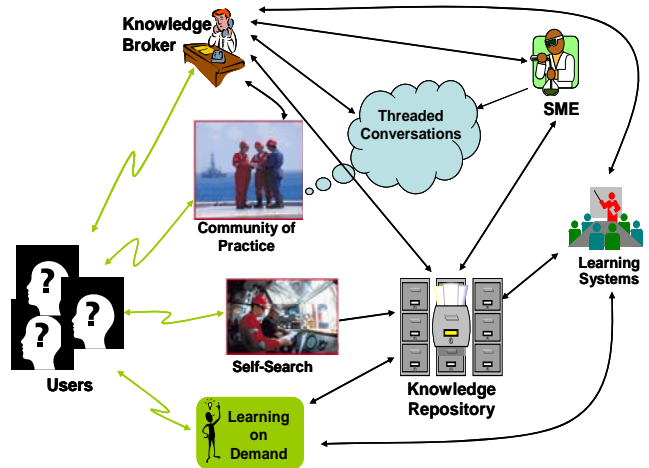 Knowledge
Broker
SME
Threaded
Conversations
Community of
Practice
Learning
Systems
?
?
?
Users
Self-Search
Knowledge
Repository
Learning
on
Demand